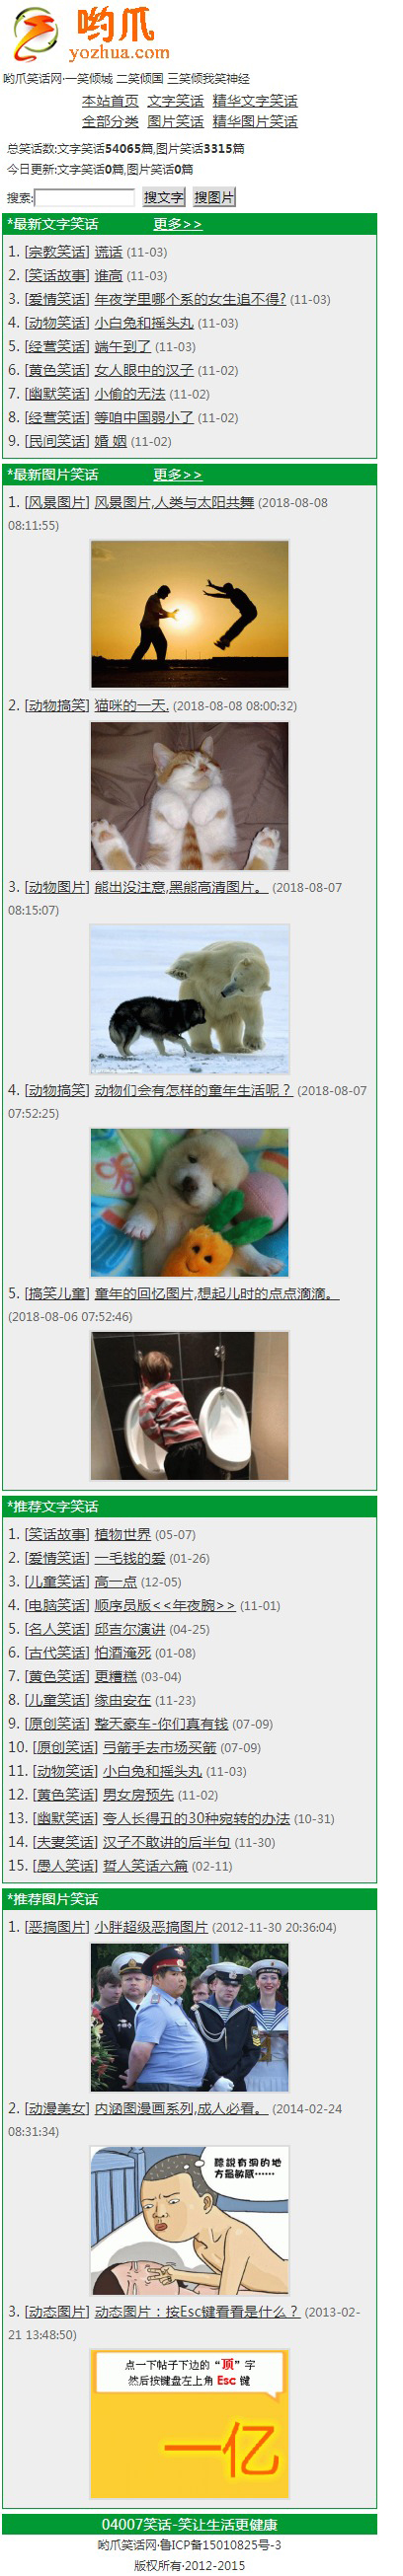 哟爪
yozhua.com
哟爪笑话网·一笑倾城 二笑倾国 三笑倾我笑神经
本站首页 文字笑话 精华文字笑话
全部分类 图片笑话 精华图片笑话
总笑话数:文字笑话54065篇,图片笑话3315篇
今日更新:文字笑话0篇,图片笑话0篇
搜索: 搜文字 搜图片
*最新文字笑话 更多>>
1. [宗教笑话] 谎话 (11-03)
2. [笑话故事] 谁高 (11-03)
3. [爱情笑话] 年夜学里哪个系的女生追不得? (11-03)
4. [动物笑话] 小白兔和摇头丸 (11-03)
5. [经营笑话] 端午到了 (11-03)
6. [黄色笑话] 女人眼中的汉子 (11-02)
7. [幽默笑话] 小偷的无法 (11-02)
8. [经营笑话] 等咱中国弱小了 (11-02)
9. [民间笑话] 婚 姻 (11-02)
*最新图片笑话 更多>>
1. [风景图片] 风景图片,人类与太阳共舞 (2018-08-08
08:11:55)
2. [动物搞笑] 猫咪的一天. (2018-08-08 08:00:32)
3. [动物图片] 熊出没注意,黑熊高清图片。 (2018-08-07
08:15:07)
4. [动物搞笑] 动物们会有怎样的童年生活呢？ (2018-08-07
07:52:25)
5. [搞笑儿童] 童年的回忆图片,想起儿时的点点滴滴。
(2018-08-06 07:52:46)
*推荐文字笑话
1. [笑话故事] 植物世界 (05-07)
2. [爱情笑话] 一毛钱的爱 (01-26)
3. [儿童笑话] 高一点 (12-05)
4. [电脑笑话] 顺序员版<<年夜腕>> (11-01)
5. [名人笑话] 邱吉尔演讲 (04-25)
6. [古代笑话] 怕酒淹死 (01-08)
7. [黄色笑话] 更糟糕 (03-04)
8. [儿童笑话] 缘由安在 (11-23)
9. [原创笑话] 整天豪车-你们真有钱 (07-09)
10. [原创笑话] 弓箭手去市场买箭 (07-09)
11. [动物笑话] 小白兔和摇头丸 (11-03)
12. [黄色笑话] 男女房预先 (11-02)
13. [幽默笑话] 夸人长得丑的30种宛转的办法 (10-31)
14. [夫妻笑话] 汉子不敢讲的后半句 (11-30)
15. [愚人笑话] 哲人笑话六篇 (02-11)
*推荐图片笑话
1. [恶搞图片] 小胖超级恶搞图片 (2012-11-30 20:36:04)
2. [动漫美女] 内涵图漫画系列,成人必看。 (2014-02-24
08:31:34)
聽説有洞的地
方最敏感……
3. [动态图片] 动态图片：按Esc键看看是什么？ (2013-02-
21 13:48:50)
点一下帖子下边的“顶”字
然后按键盘左上角 Esc 键
一亿
04007笑话-笑让生活更健康
哟爪笑话网·鲁ICP备15010825号-3
版权所有·2012-2015